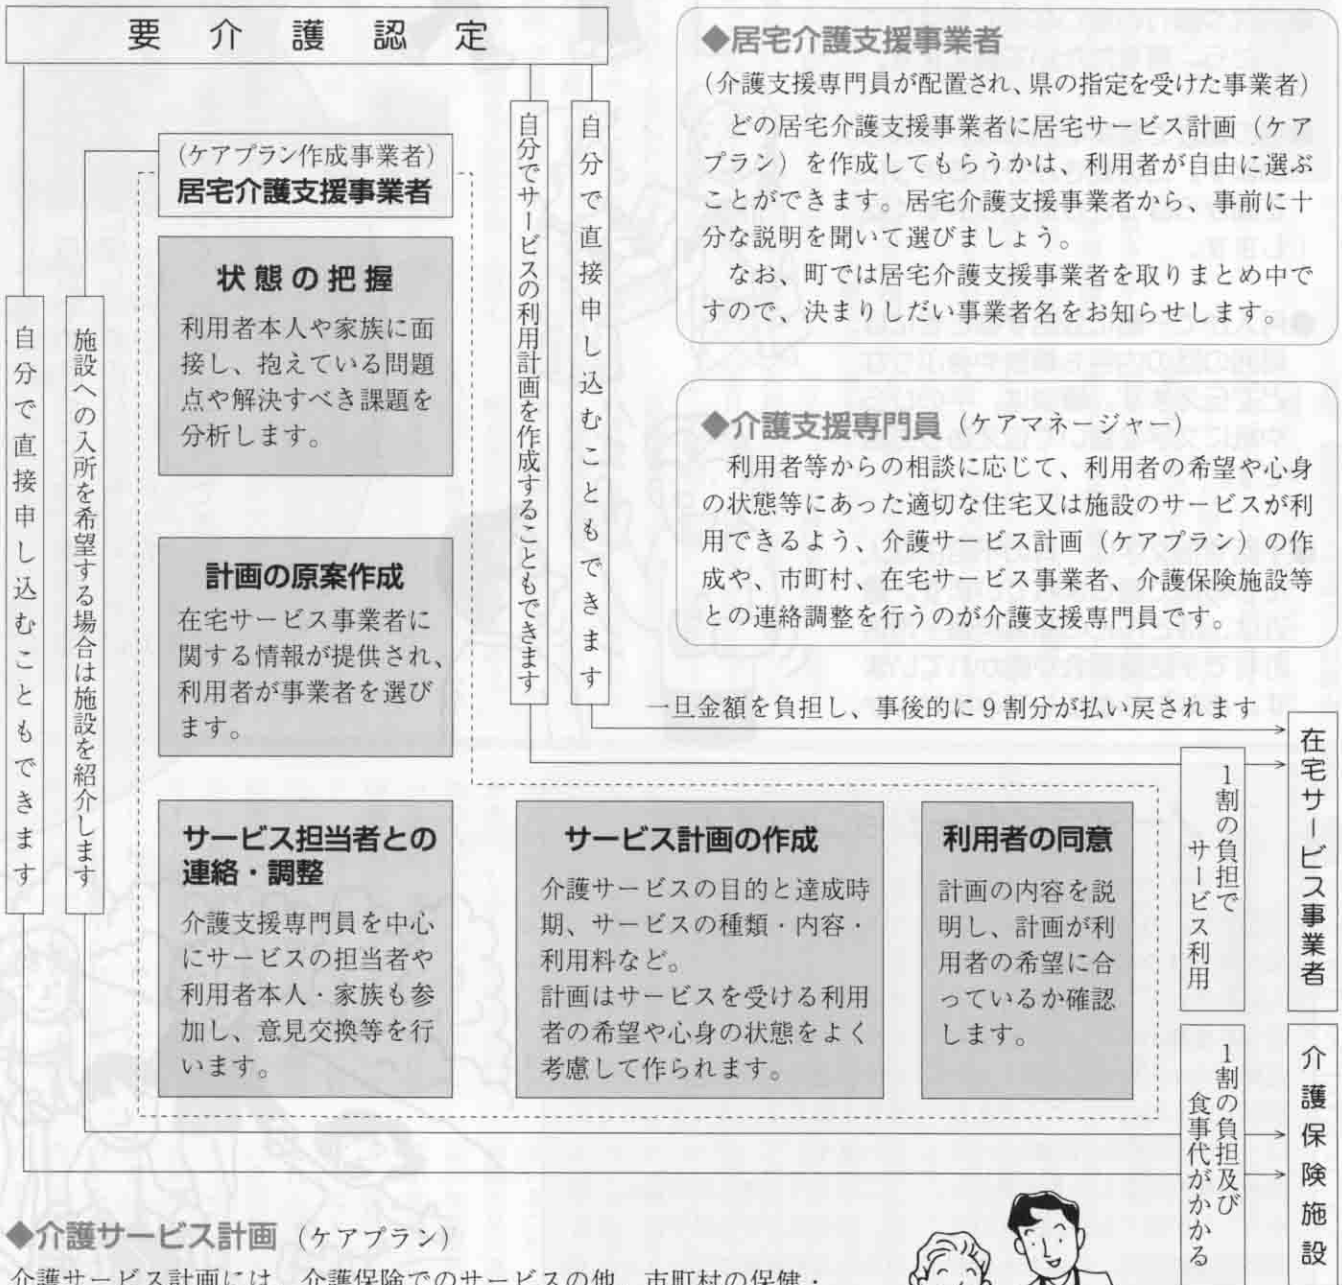 要介護認定
自分で直接申し込むこともできます
施設への入所を希望する場合は施設を紹介します
(ケアプラン作成事業者)
居宅介護支援事業者
状態の把握
利用者本人や家族に面
接し、抱えている問題
点や解決すべき課題を
分析します。
計画の原案作成
在宅サービス事業者に
関する情報が提供され、
利用者が事業者を選び
ます。
サービス担当者との
連絡・調整
介護支援専門員を中心
にサービスの担当者や
利用者本人・家族も参
加し、意見交換等を行
います。
サービス計画の作成
介護サービスの目的と達成時
期、サービスの種類・内容・
利用料など。
計画はサービスを受ける利用
者の希望や心身の状態をよく
考慮して作られます。
利用者の同意
計画の内容を説
明し、計画が利
用者の希望に合
っているか確認
します。
自分でサービスの利用計画を作成することもできます
自分で直接申し込むこともできます
◆居宅介護支援事業者
(介護支援専門員が配置され、県の指定を受けた事業者)
どの居宅介護支援事業者に居宅サービス計画(ケア
プラン)を作成してもらうかは、利用者が自由に選ぶ
ことができます。居宅介護支援事業者から、事前に十
分な説明を聞いて選びましょう。
なお、町では居宅介護支援事業者を取りまとめ中で
すので、決まりしだい事業者名をお知らせします。
◆介護支援専門員(ケアマネージャー)
利用者等からの相談に応じて、利用者の希望や心身
の状態等にあった適切な住宅又は施設のサービスが利
用できるよう、介護サービス計画(ケアプラン)の作
成や、市町村、在宅サービス事業者、介護保険施設等
との連絡調整を行うのが介護支援専門員です。
一旦金額を負担し、事後的に9割分が払い戻されます
1割の負担で
サービス利用
在宅サービス事業者
1割の負担及び
食事代がかかる
介護保険施設
◆介護サービス計画(ケアプラン)
介護サービス計画には、介護保険でのサービスの他、市町村の保健・